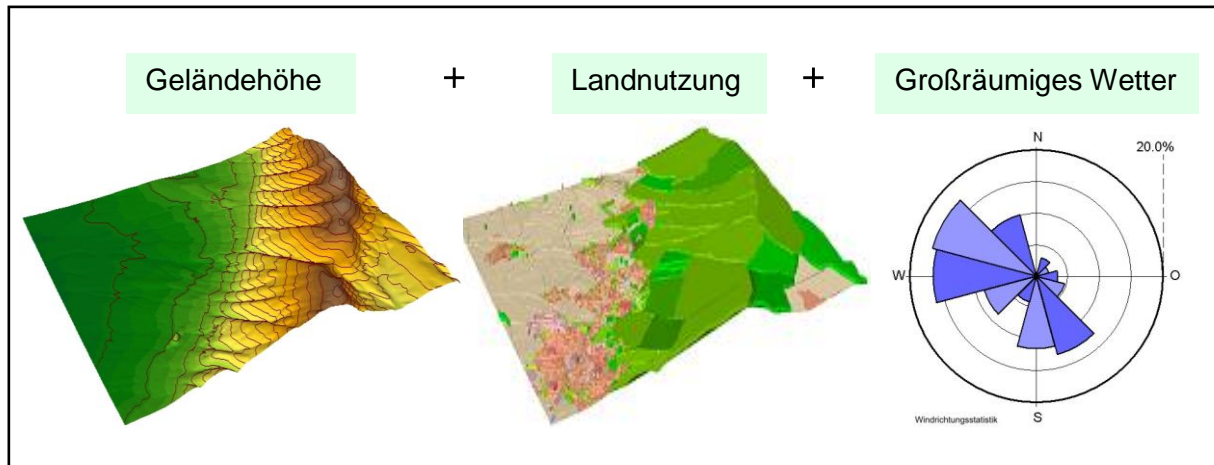 Geländehöhe + Landnutzung + Großräumiges Wetter
N
20.0%
W
O
S
Windrichtungsstatistik